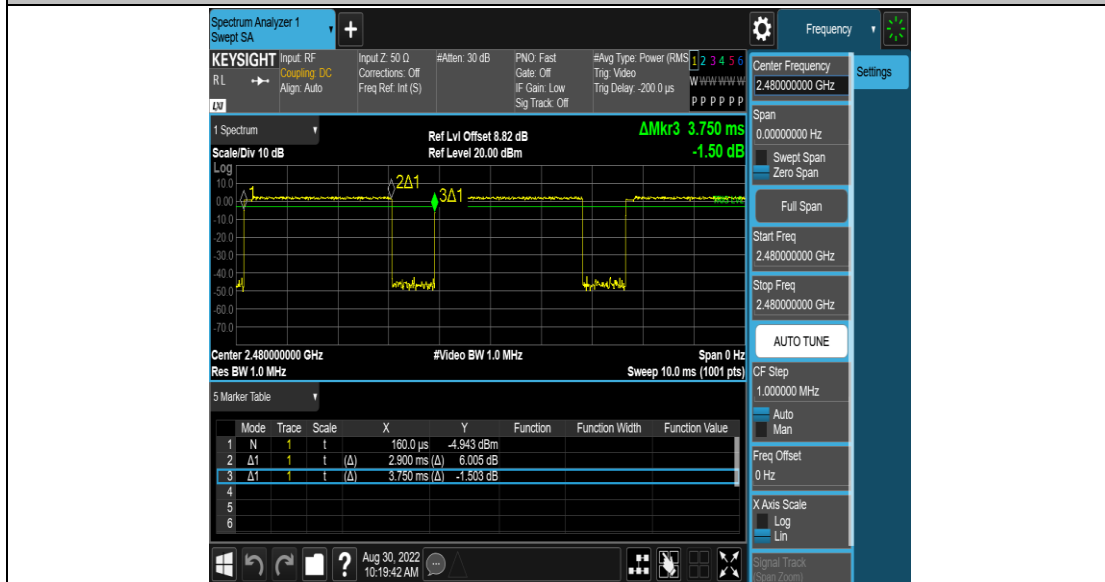 Spectrum Analyzer 1
Swept SA
+
Frequency
KEYSIGHT
RL
LXI
Input: RF
Coupling: DC
Align: Auto
Input Z: 50 Ω
Corrections: Off
Freq Ref: Int (S)
#Atten: 30 dB
PNO: Fast
Gate: Off
IF Gain: Low
Sig Track: Off
#Avg Type: Power (RMS
Trig: Video
Trig Delay: -200.0 µs
1 2 3 4 5 6
W W W W W W
P P P P P P
Center Frequency
2.480000000 GHz
Settings
Span
0.00000000 Hz
Swept Span
Zero Span
Full Span
Start Freq
2.480000000 GHz
Stop Freq
2.480000000 GHz
AUTO TUNE
CF Step
1.000000 MHz
Auto
Man
Freq Offset
0 Hz
X Axis Scale
Log
Lin
Signal Track
(Span Zoom)
1 Spectrum
Scale/Div 10 dB
Ref Lvl Offset 8.82 dB
Ref Level 20.00 dBm
ΔMkr3 3.750 ms
-1.50 dB
Log
10.0
0.00
-10.0
-20.0
-30.0
-40.0
-50.0
-60.0
-70.0
1
2Δ1
3Δ1
Center 2.480000000 GHz
Res BW 1.0 MHz
#Video BW 1.0 MHz
Span 0 Hz
Sweep 10.0 ms (1001 pts)
5 Marker Table
Mode Trace Scale X Y Function Function Width Function Value
1 N 1 t 160.0 µs -4.943 dBm
2 Δ1 1 t (Δ) 2.900 ms (Δ) 6.005 dB
3 Δ1 1 t (Δ) 3.750 ms (Δ) -1.503 dB
4
5
6
?
Aug 30, 2022
10:19:42 AM